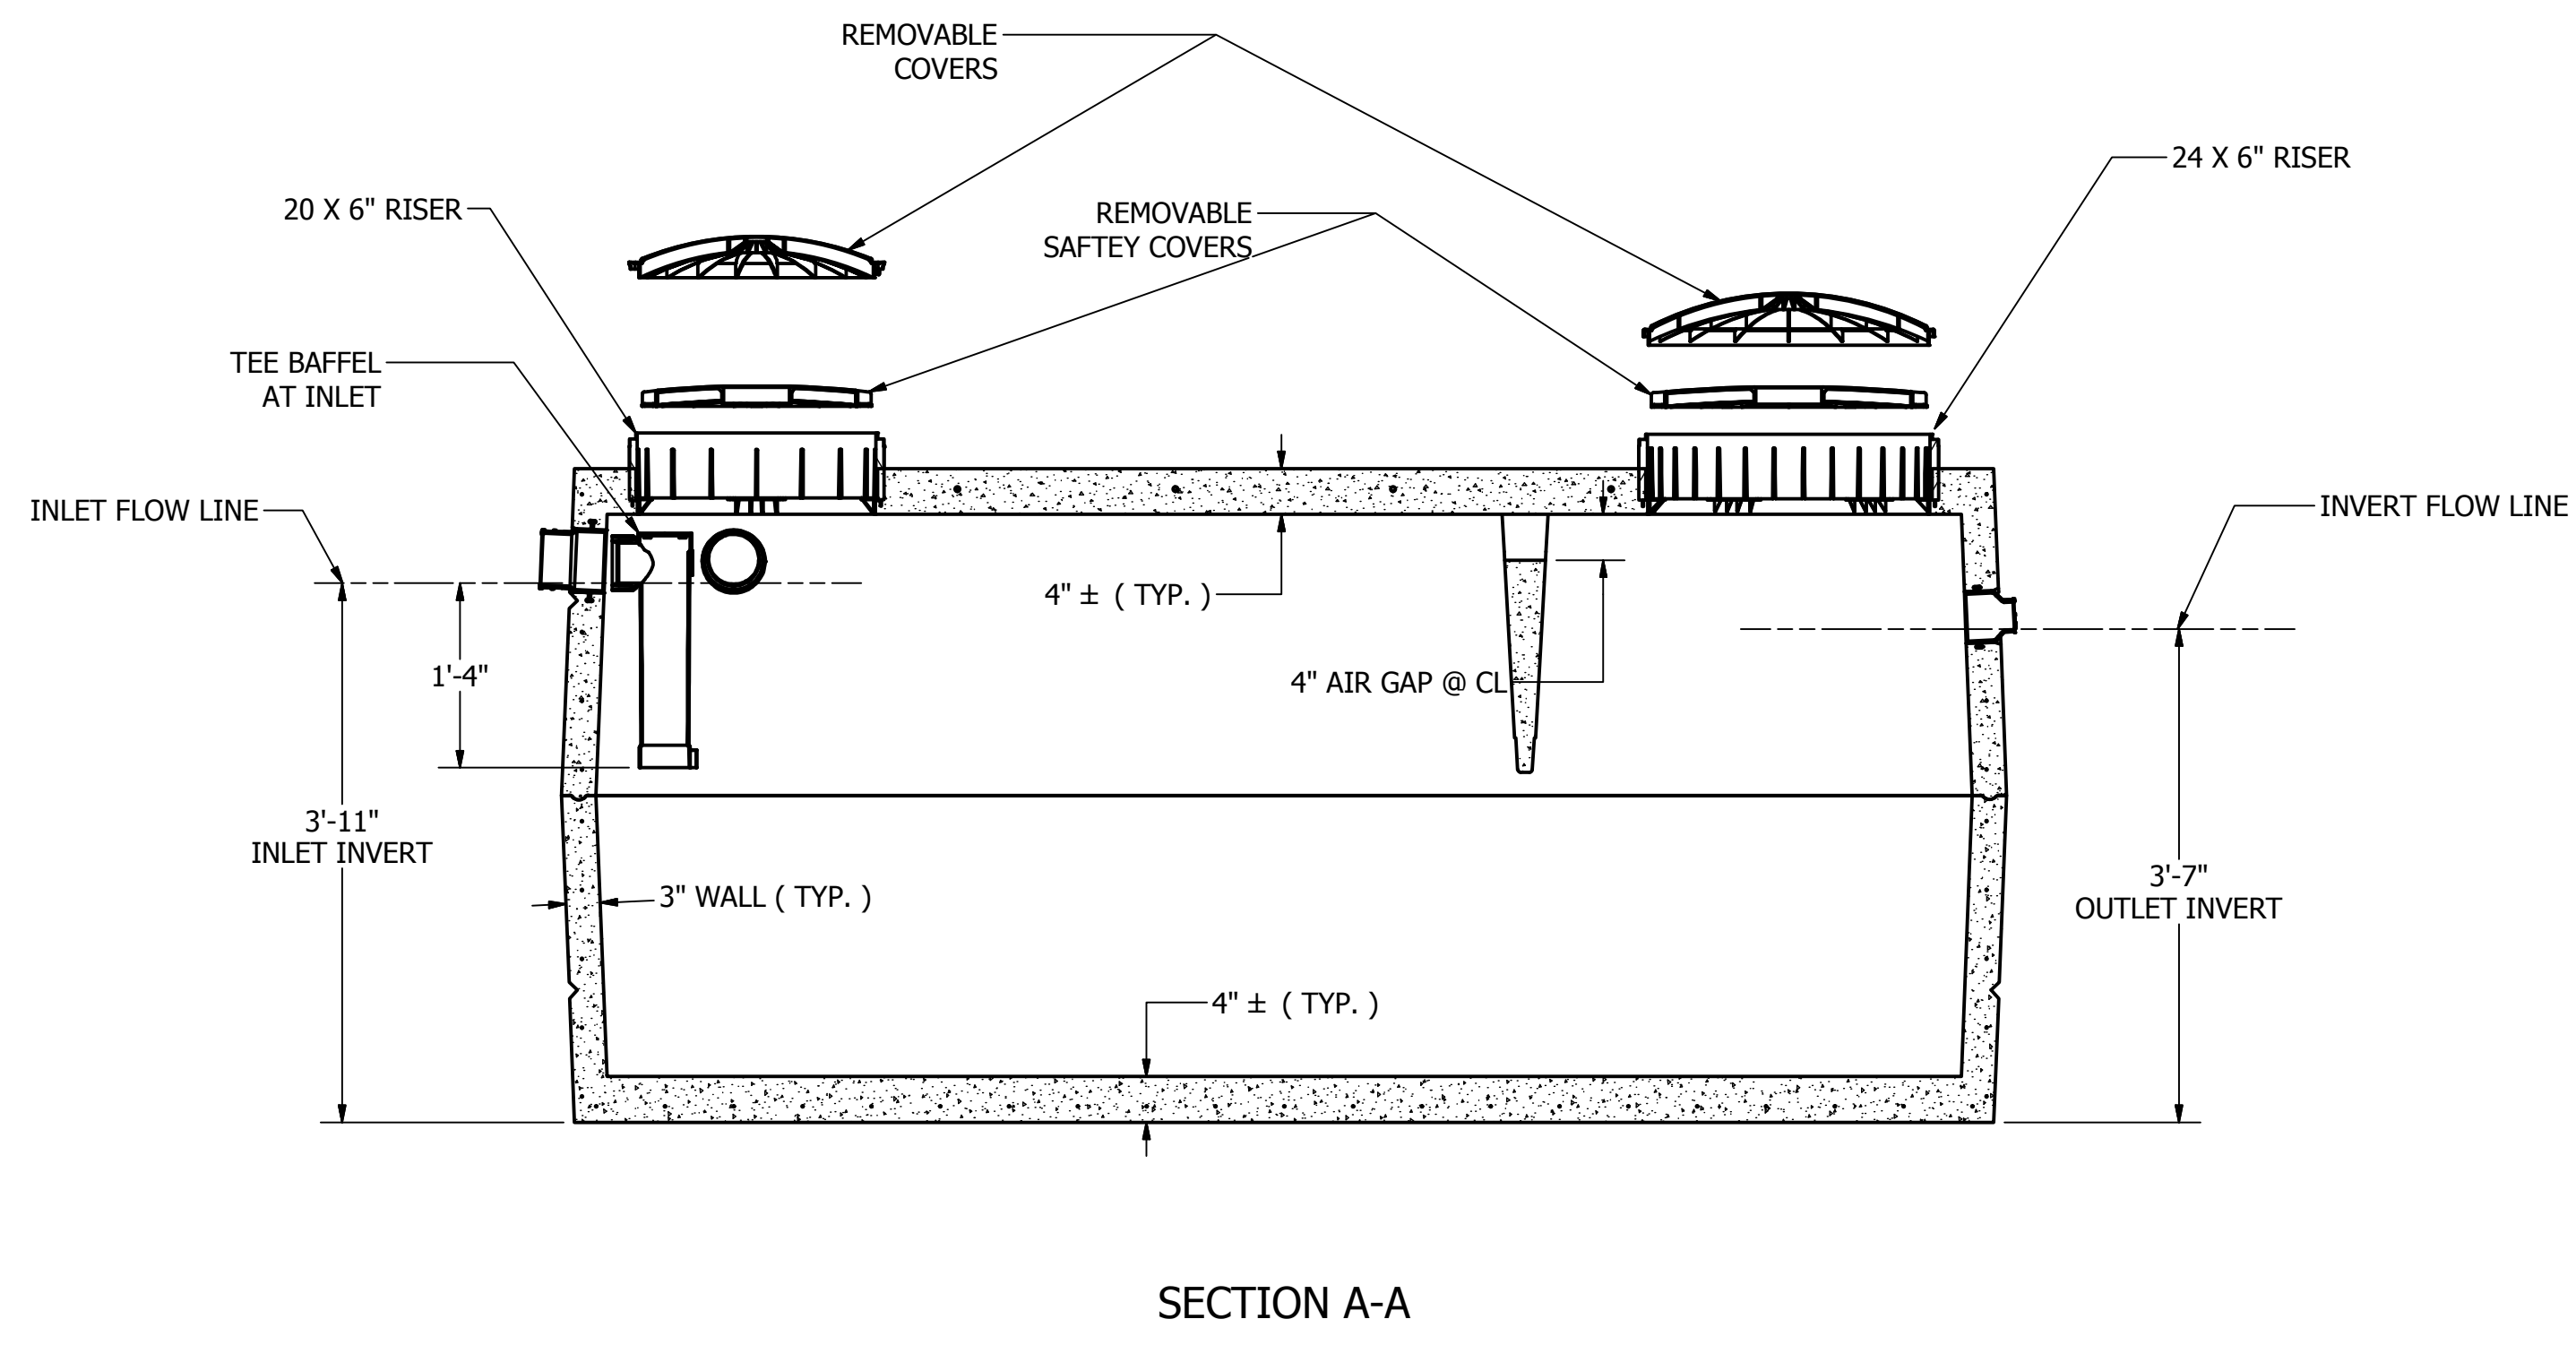 REMOVABLE
COVERS
24 X 6" RISER
20 X 6" RISER
REMOVABLE
SAFTEY COVERS
TEE BAFFEL
AT INLET
INLET FLOW LINE
INVERT FLOW LINE
4" ± ( TYP. )
1'-4"
4" AIR GAP @ CL
3'-11"
INLET INVERT
3" WALL ( TYP. )
3'-7"
OUTLET INVERT
4" ± ( TYP. )
SECTION A-A